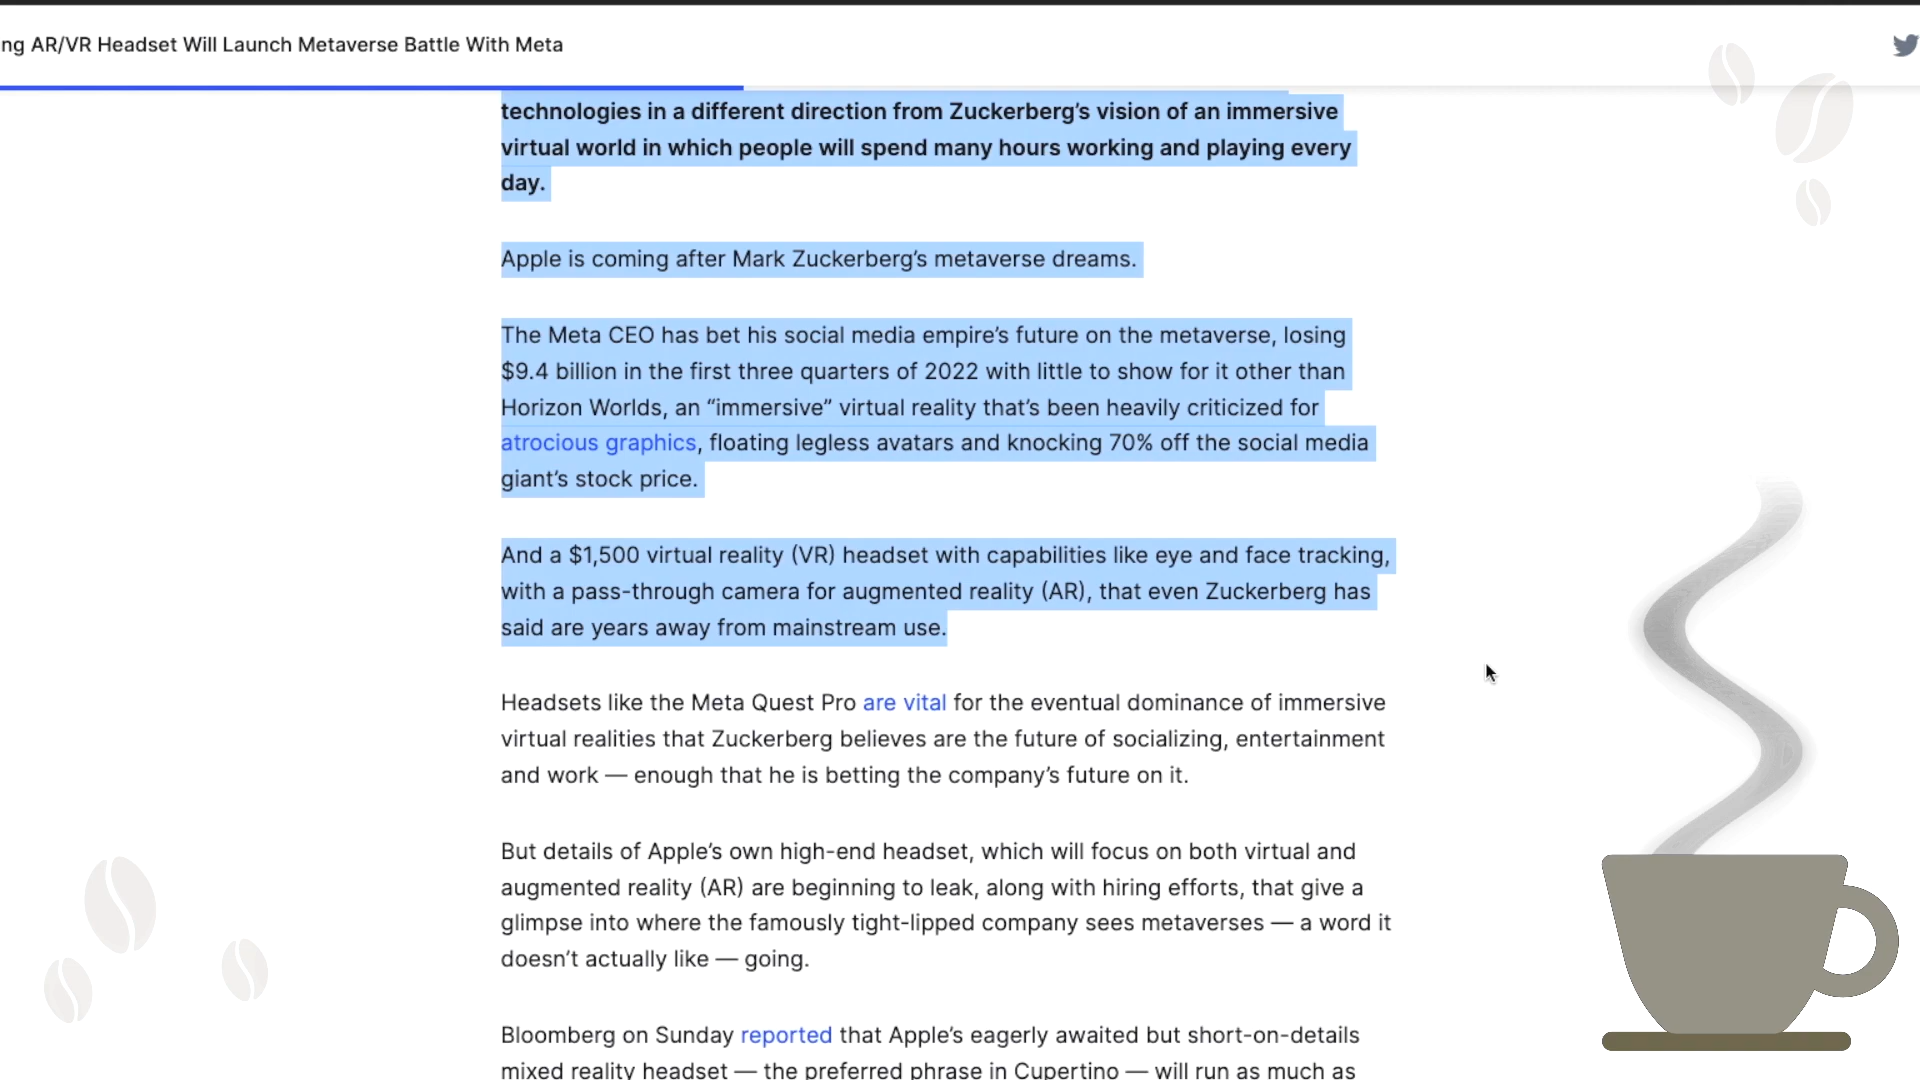 ng AR/VR Headset Will Launch Metaverse Battle With Meta
technologies in a different direction from Zuckerberg’s vision of an immersive
virtual world in which people will spend many hours working and playing every
day.
Apple is coming after Mark Zuckerberg’s metaverse dreams.
The Meta CEO has bet his social media empire’s future on the metaverse, losing
$9.4 billion in the first three quarters of 2022 with little to show for it other than
Horizon Worlds, an “immersive” virtual reality that’s been heavily criticized for
atrocious graphics, floating legless avatars and knocking 70% off the social media
giant’s stock price.
And a $1,500 virtual reality (VR) headset with capabilities like eye and face tracking,
with a pass-through camera for augmented reality (AR), that even Zuckerberg has
said are years away from mainstream use.
Headsets like the Meta Quest Pro are vital for the eventual dominance of immersive
virtual realities that Zuckerberg believes are the future of socializing, entertainment
and work — enough that he is betting the company’s future on it.
But details of Apple’s own high-end headset, which will focus on both virtual and
augmented reality (AR) are beginning to leak, along with hiring efforts, that give a
glimpse into where the famously tight-lipped company sees metaverses — a word it
doesn’t actually like — going.
Bloomberg on Sunday reported that Apple’s eagerly awaited but short-on-details
mixed reality headset — the preferred phrase in Cupertino — will run as much as